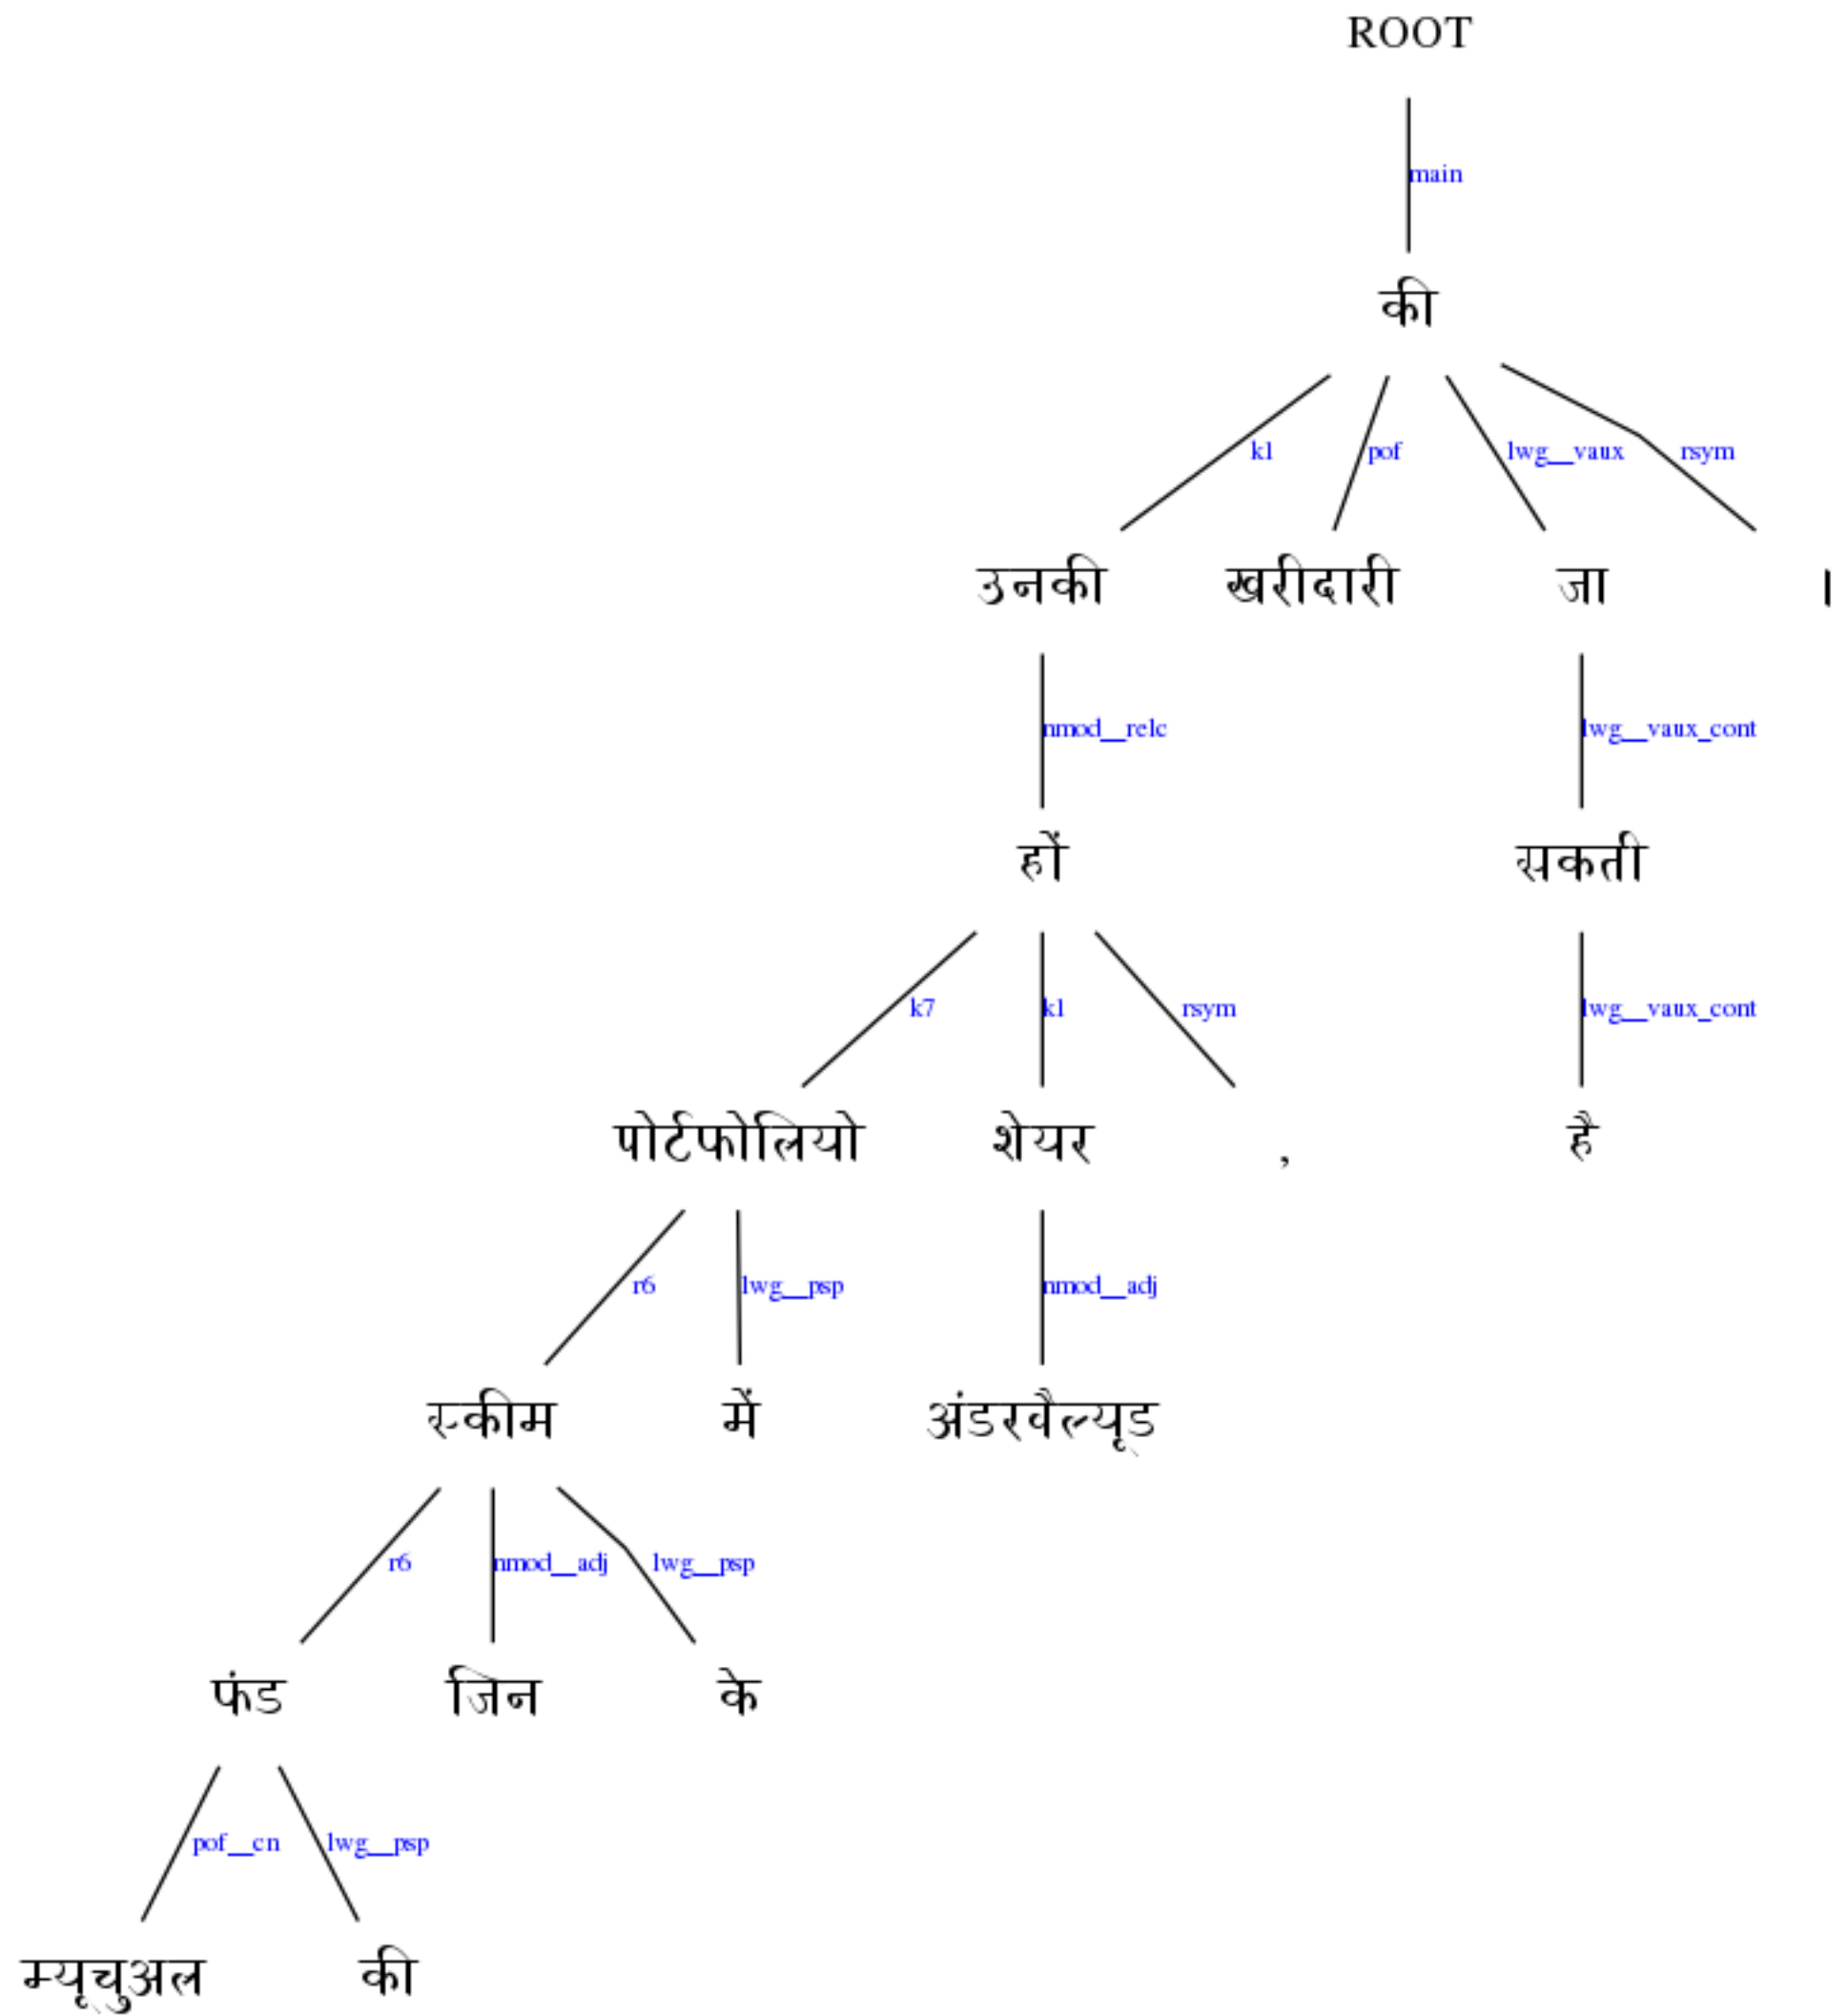 ROOT
main
की
k1 pof lwg__vaux rsym
उनकी खरीदारी जा ।
nmod__relc lwg__vaux_cont
हों सकती
k7 k1 rsym lwg__vaux_cont
पोर्टफोलियो शेयर , है
r6 lwg__psp nmod__adj
स्कीम में अंडरवैल्यूड
r6 nmod__adj lwg__psp
फंड जिन के
pof__cn lwg__psp
म्यूचुअल की